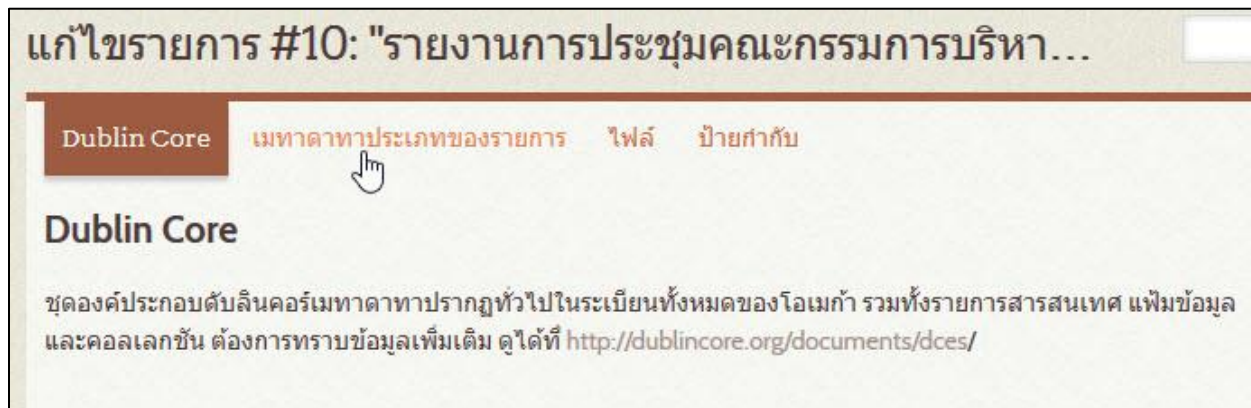 แก้ไขรายการ #10: "รายงานการประชุมคณะกรรมการบริหา...
Dublin Core เมทาดาทาประเภทของรายการ ไฟล์ ป้ายกำกับ
Dublin Core
ชุดองค์ประกอบดับลินคอร์เมทาดาทาปรากฏทั่วไปในระเบียนทั้งหมดของโอเมก้า รวมทั้งรายการสารสนเทศ แฟ้มข้อมูล
และคอลเลกชัน ต้องการทราบข้อมูลเพิ่มเติม ดูได้ที่ http://dublincore.org/documents/dces/